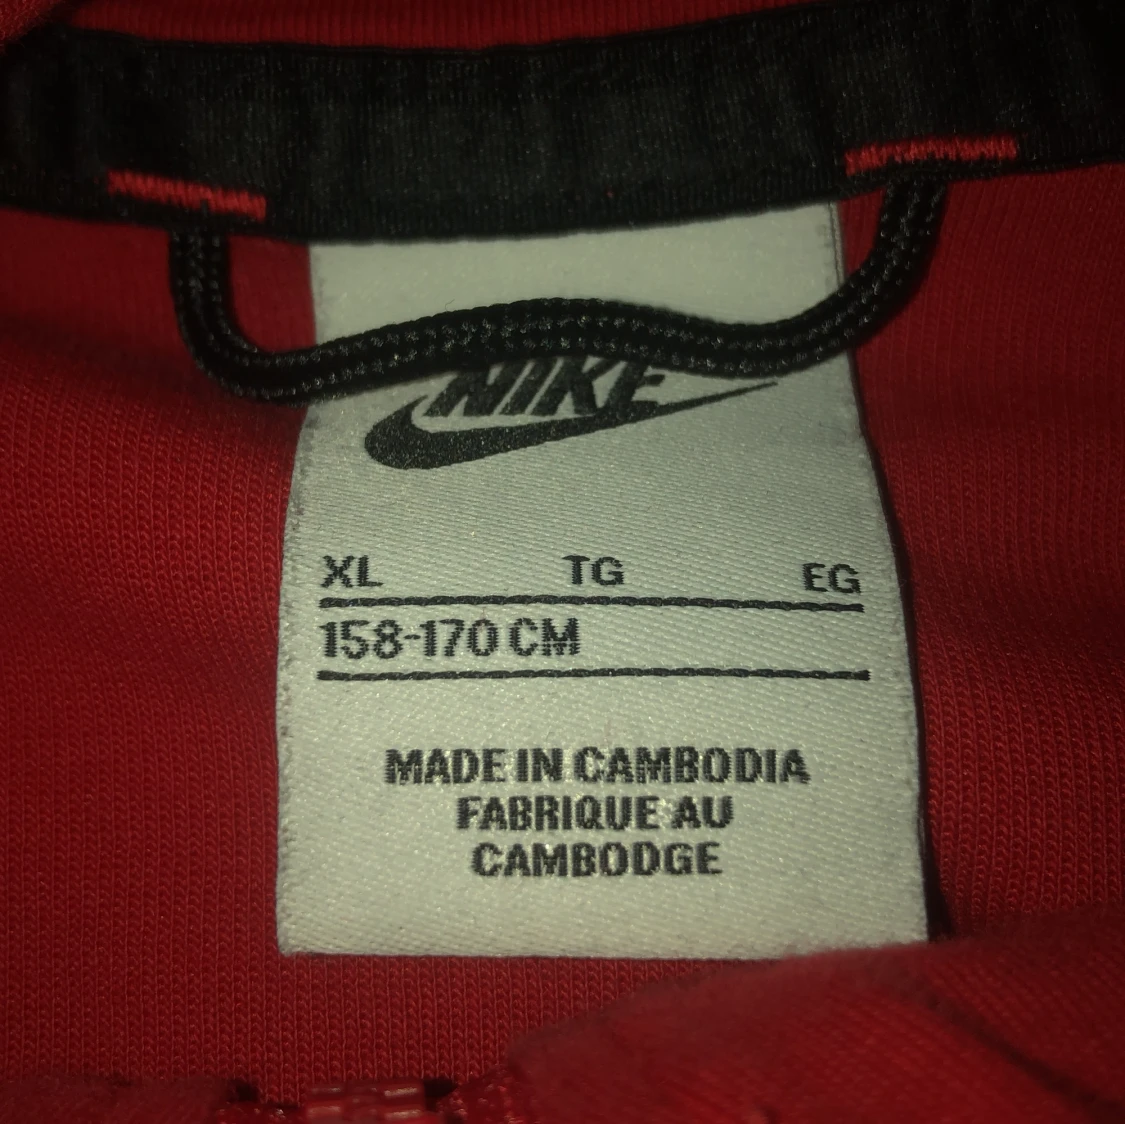 NIKE
XL TG EG
158-170 CM
MADE IN CAMBODIA
FABRIQUE AU
CAMBODGE